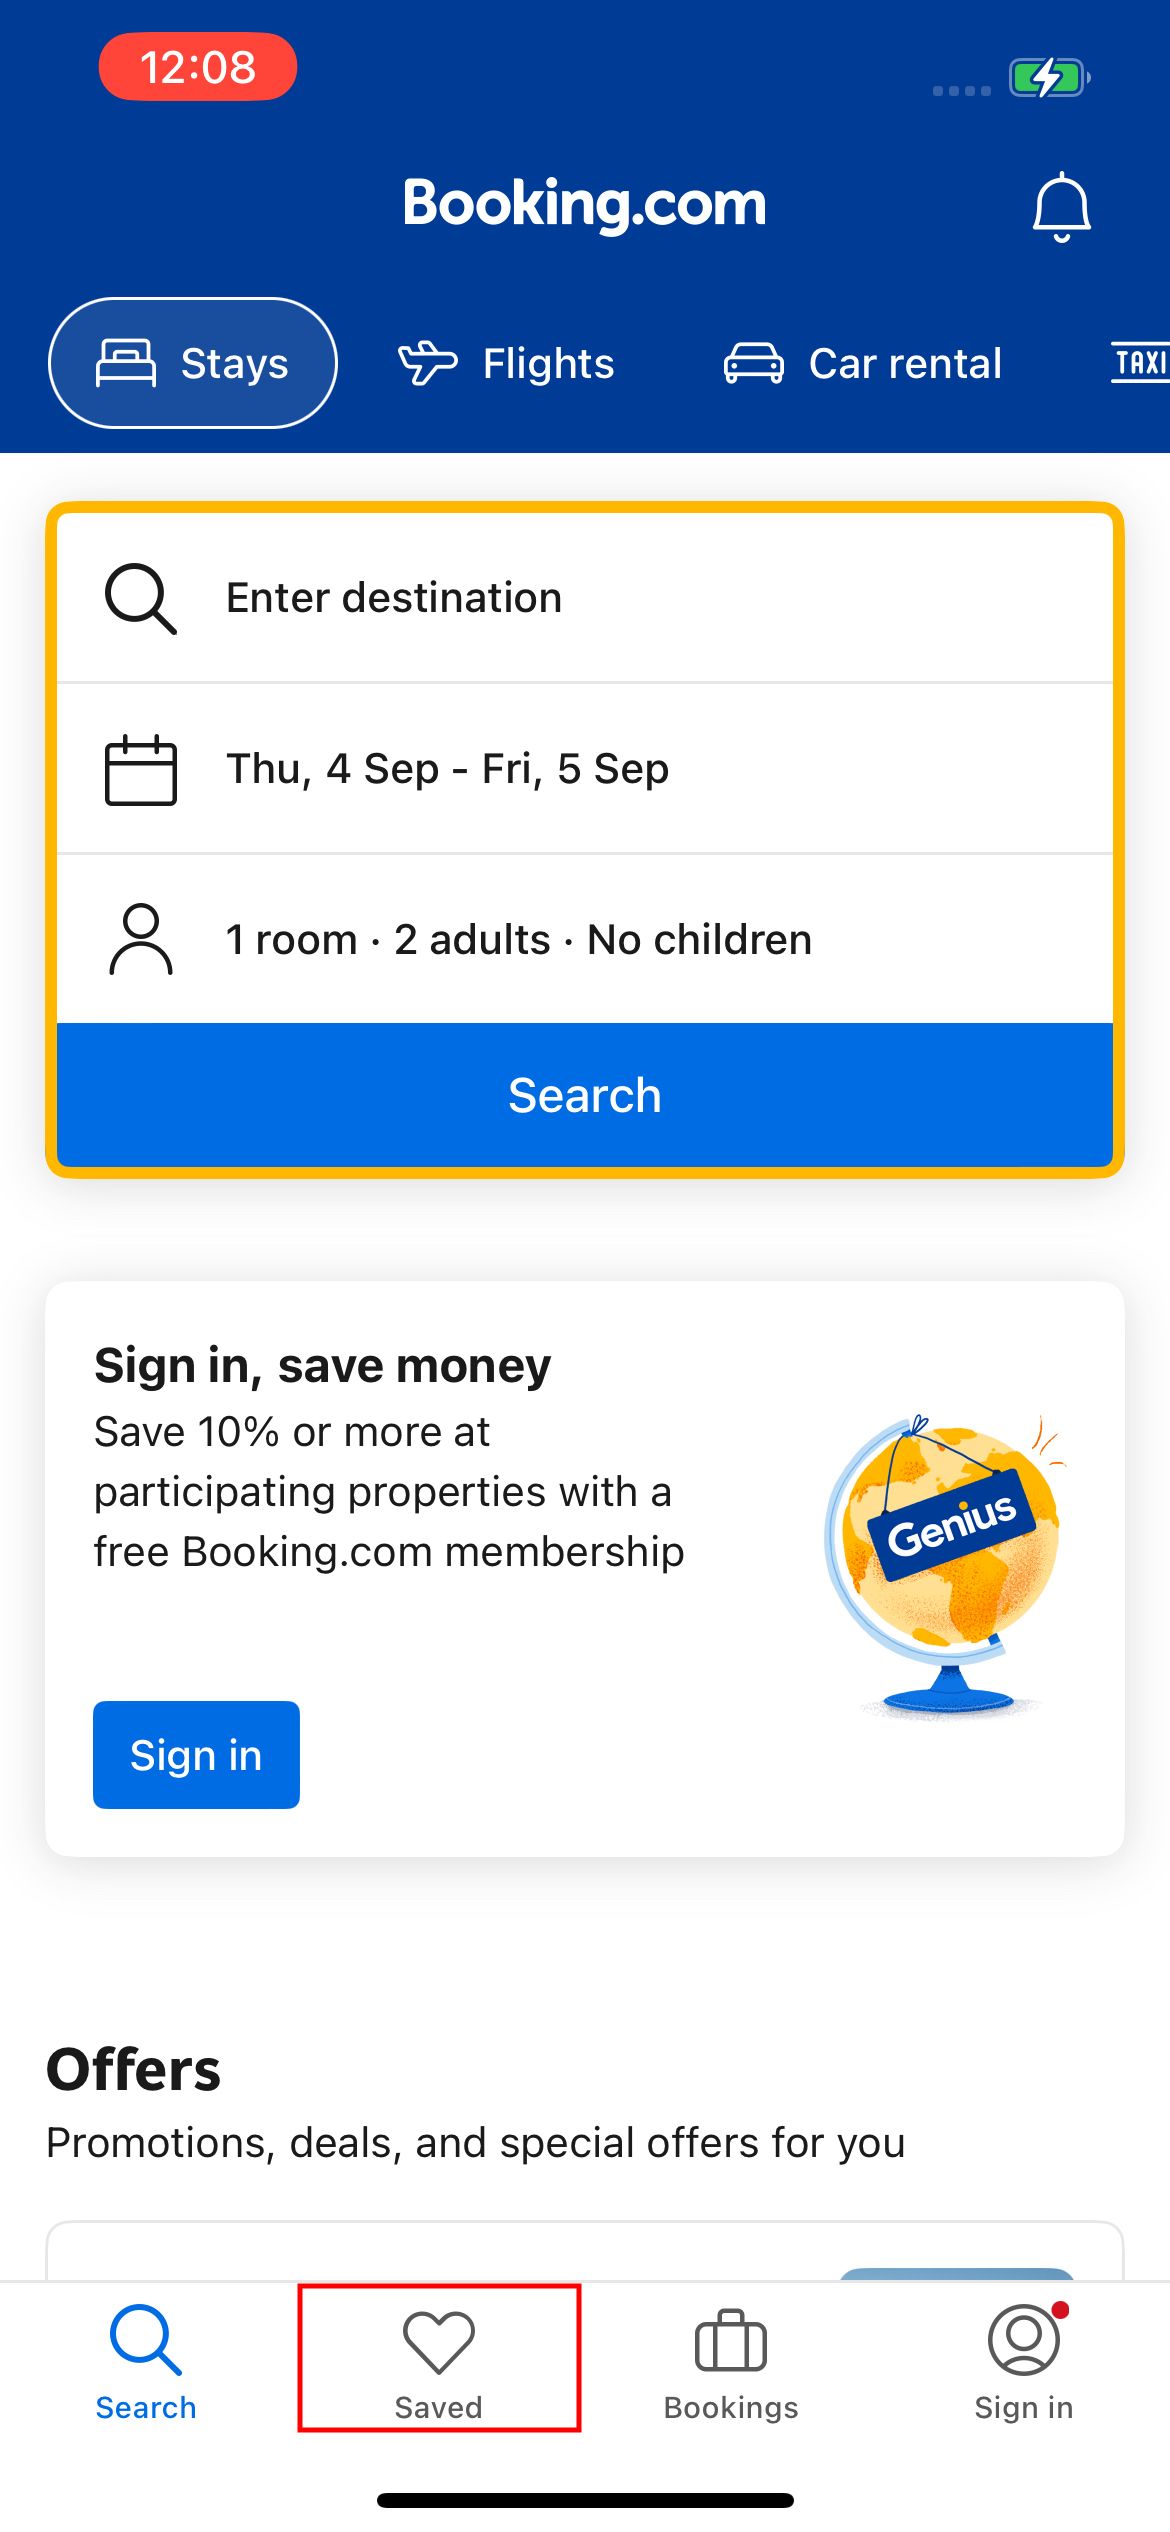 12:08
Booking.com
Stays
Flights
Car rental
TAXI
Enter destination
Thu, 4 Sep - Fri, 5 Sep
1 room · 2 adults · No children
Search
Sign in, save money
Save 10% or more at
participating properties with a
free Booking.com membership
Genius
Sign in
Offers
Promotions, deals, and special offers for you
Search
Saved
Bookings
Sign in